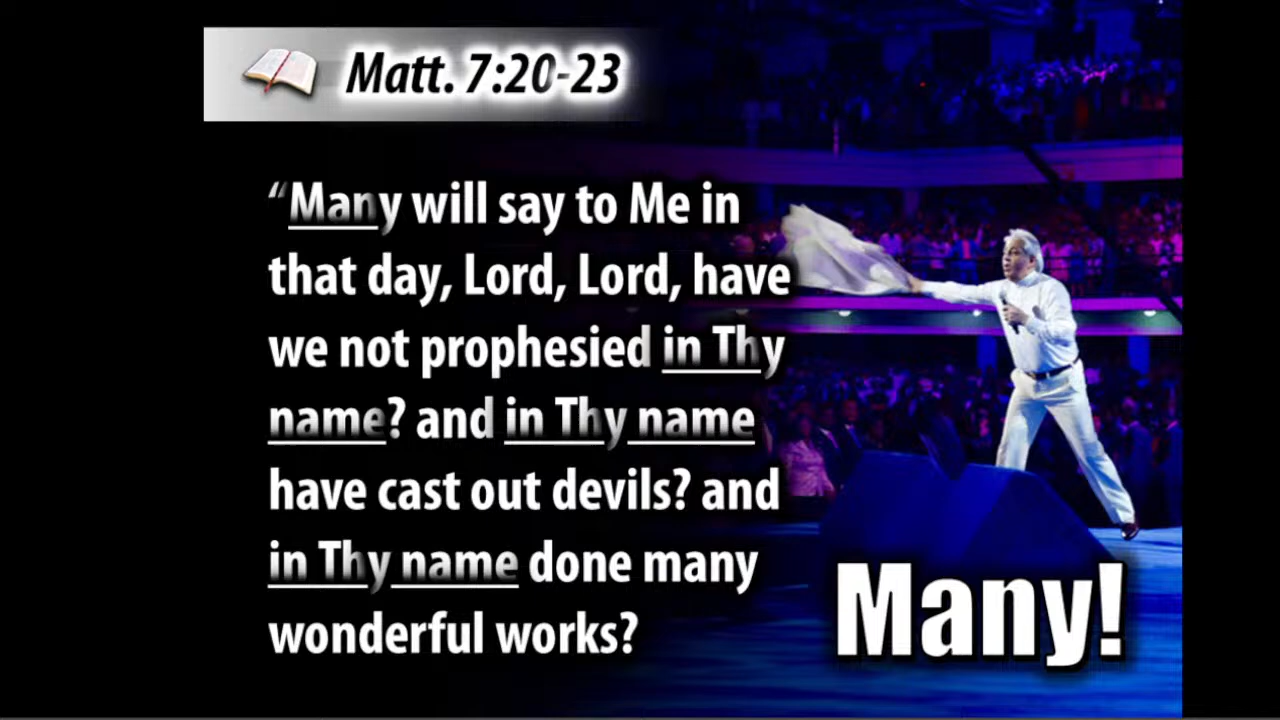 Matt. 7:20-23
“Many will say to Me in
that day, Lord, Lord, have
we not prophesied in Thy
name? and in Thy name
have cast out devils? and
in Thy name done many
wonderful works?
Many!